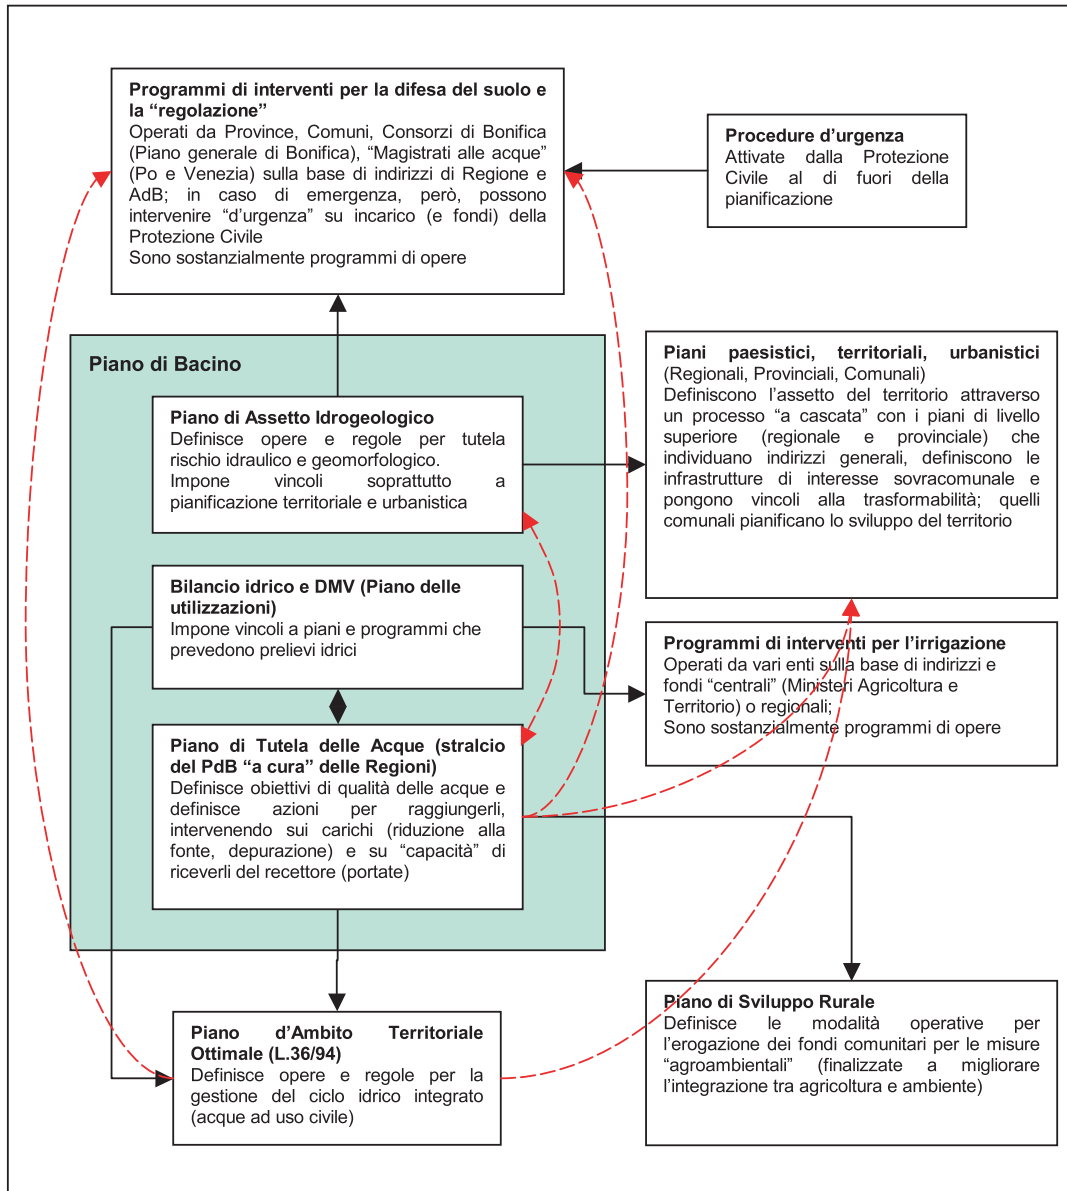 Programmi di interventi per la difesa del suolo e
la “regolazione”
Operati da Province, Comuni, Consorzi di Bonifica
(Piano generale di Bonifica), “Magistrati alle acque”
(Po e Venezia) sulla base di indirizzi di Regione e
AdB; in caso di emergenza, però, possono
intervenire “d’urgenza” su incarico (e fondi) della
Protezione Civile
Sono sostanzialmente programmi di opere
Procedure d’urgenza
Attivate dalla Protezione
Civile al di fuori della
pianificazione
Piano di Bacino
Piano di Assetto Idrogeologico
Definisce opere e regole per tutela
rischio idraulico e geomorfologico.
Impone vincoli soprattutto a
pianificazione territoriale e urbanistica
Piani paesistici, territoriali, urbanistici
(Regionali, Provinciali, Comunali)
Definiscono l’assetto del territorio attraverso
un processo “a cascata” con i piani di livello
superiore (regionale e provinciale) che
individuano indirizzi generali, definiscono le
infrastrutture di interesse sovracomunale e
pongono vincoli alla trasformabilità; quelli
comunali pianificano lo sviluppo del territorio
Bilancio idrico e DMV (Piano delle
utilizzazioni)
Impone vincoli a piani e programmi che
prevedono prelievi idrici
Programmi di interventi per l’irrigazione
Operati da vari enti sulla base di indirizzi e
fondi “centrali” (Ministeri Agricoltura e
Territorio) o regionali;
Sono sostanzialmente programmi di opere
Piano di Tutela delle Acque (stralcio
del PdB “a cura” delle Regioni)
Definisce obiettivi di qualità delle acque e
definisce azioni per raggiungerli,
intervenendo sui carichi (riduzione alla
fonte, depurazione) e su “capacità” di
riceverli del recettore (portate)
Piano d’Ambito Territoriale
Ottimale (L.36/94)
Definisce opere e regole per la
gestione del ciclo idrico integrato
(acque ad uso civile)
Piano di Sviluppo Rurale
Definisce le modalità operative per
l’erogazione dei fondi comunitari per le misure
“agroambientali” (finalizzate a migliorare
l’integrazione tra agricoltura e ambiente)